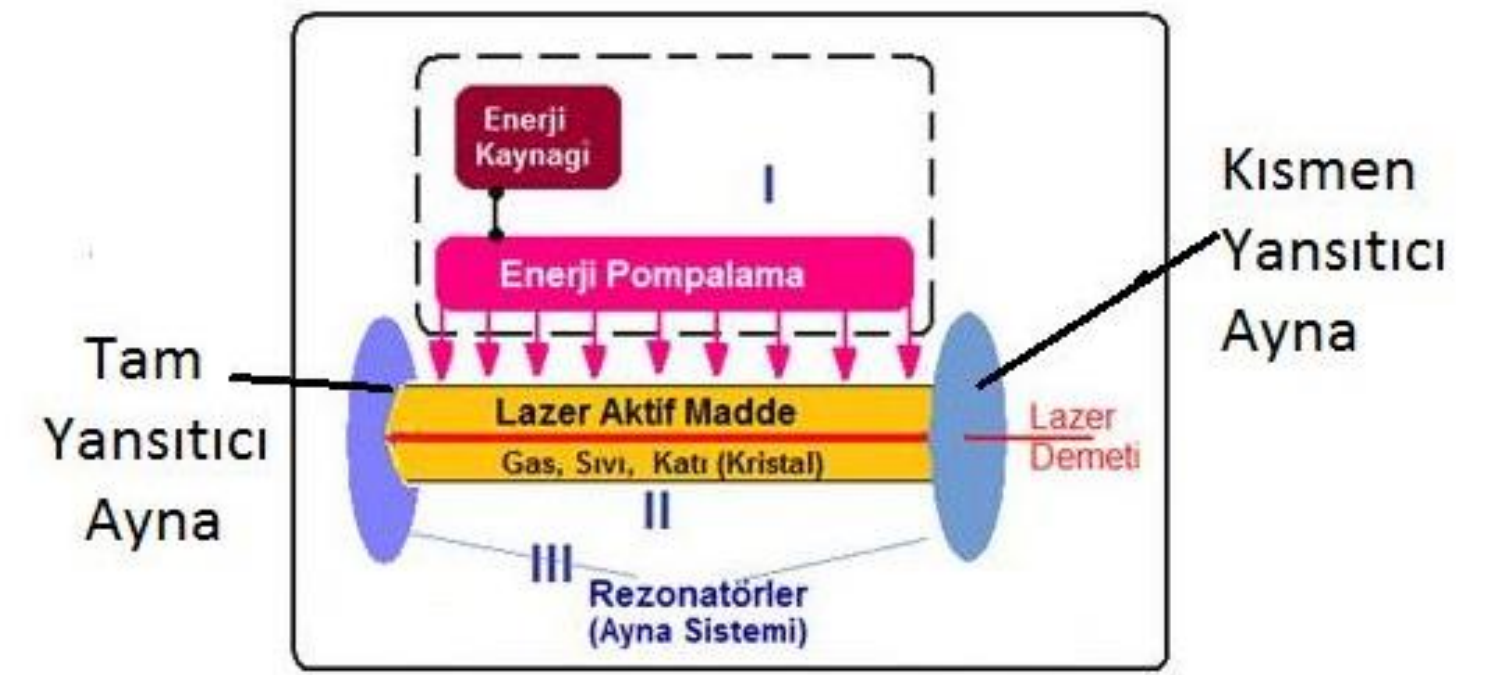 Enerji
Kaynagi
I
Enerji Pompalama
Kısmen
Yansıtıcı
Ayna
Tam
Yansıtıcı
Ayna
Lazer Aktif Madde
Gas, Sıvı, Katı (Kristal)
Lazer
Demeti
II
III
Rezonatörler
(Ayna Sistemi)